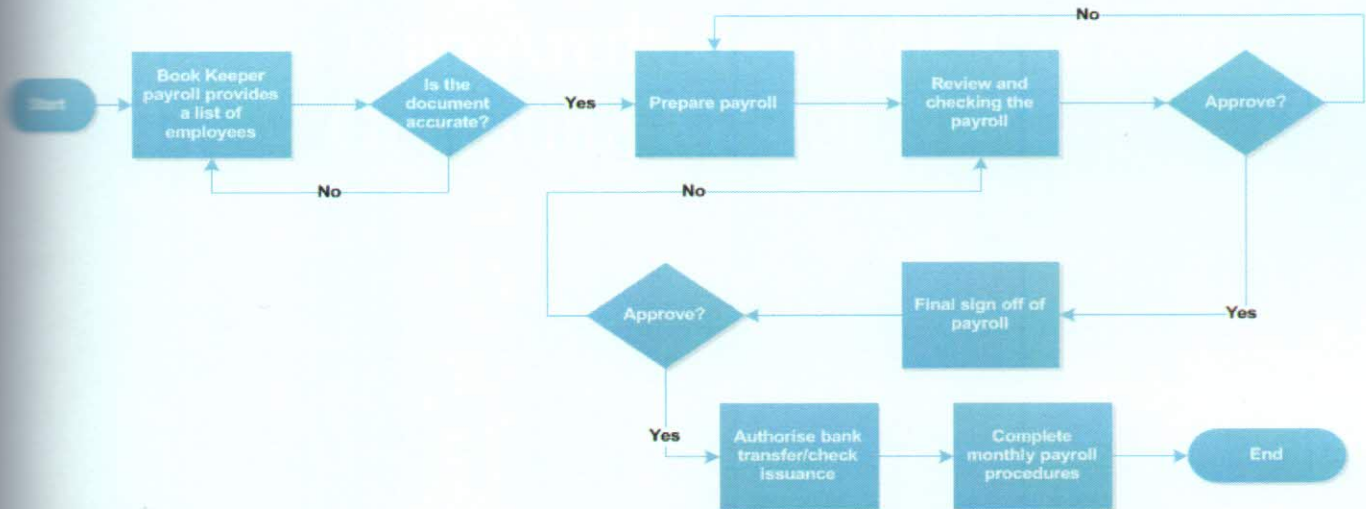 Start
Book Keeper
payroll provides
a list of
employees
Is the
document
accurate?
Yes
No
Prepare payroll
Review and
checking the
payroll
Approve?
No
Yes
Final sign off of
payroll
Approve?
No
Yes
Authorise bank
transfer/check
issuance
Complete
monthly payroll
procedures
End